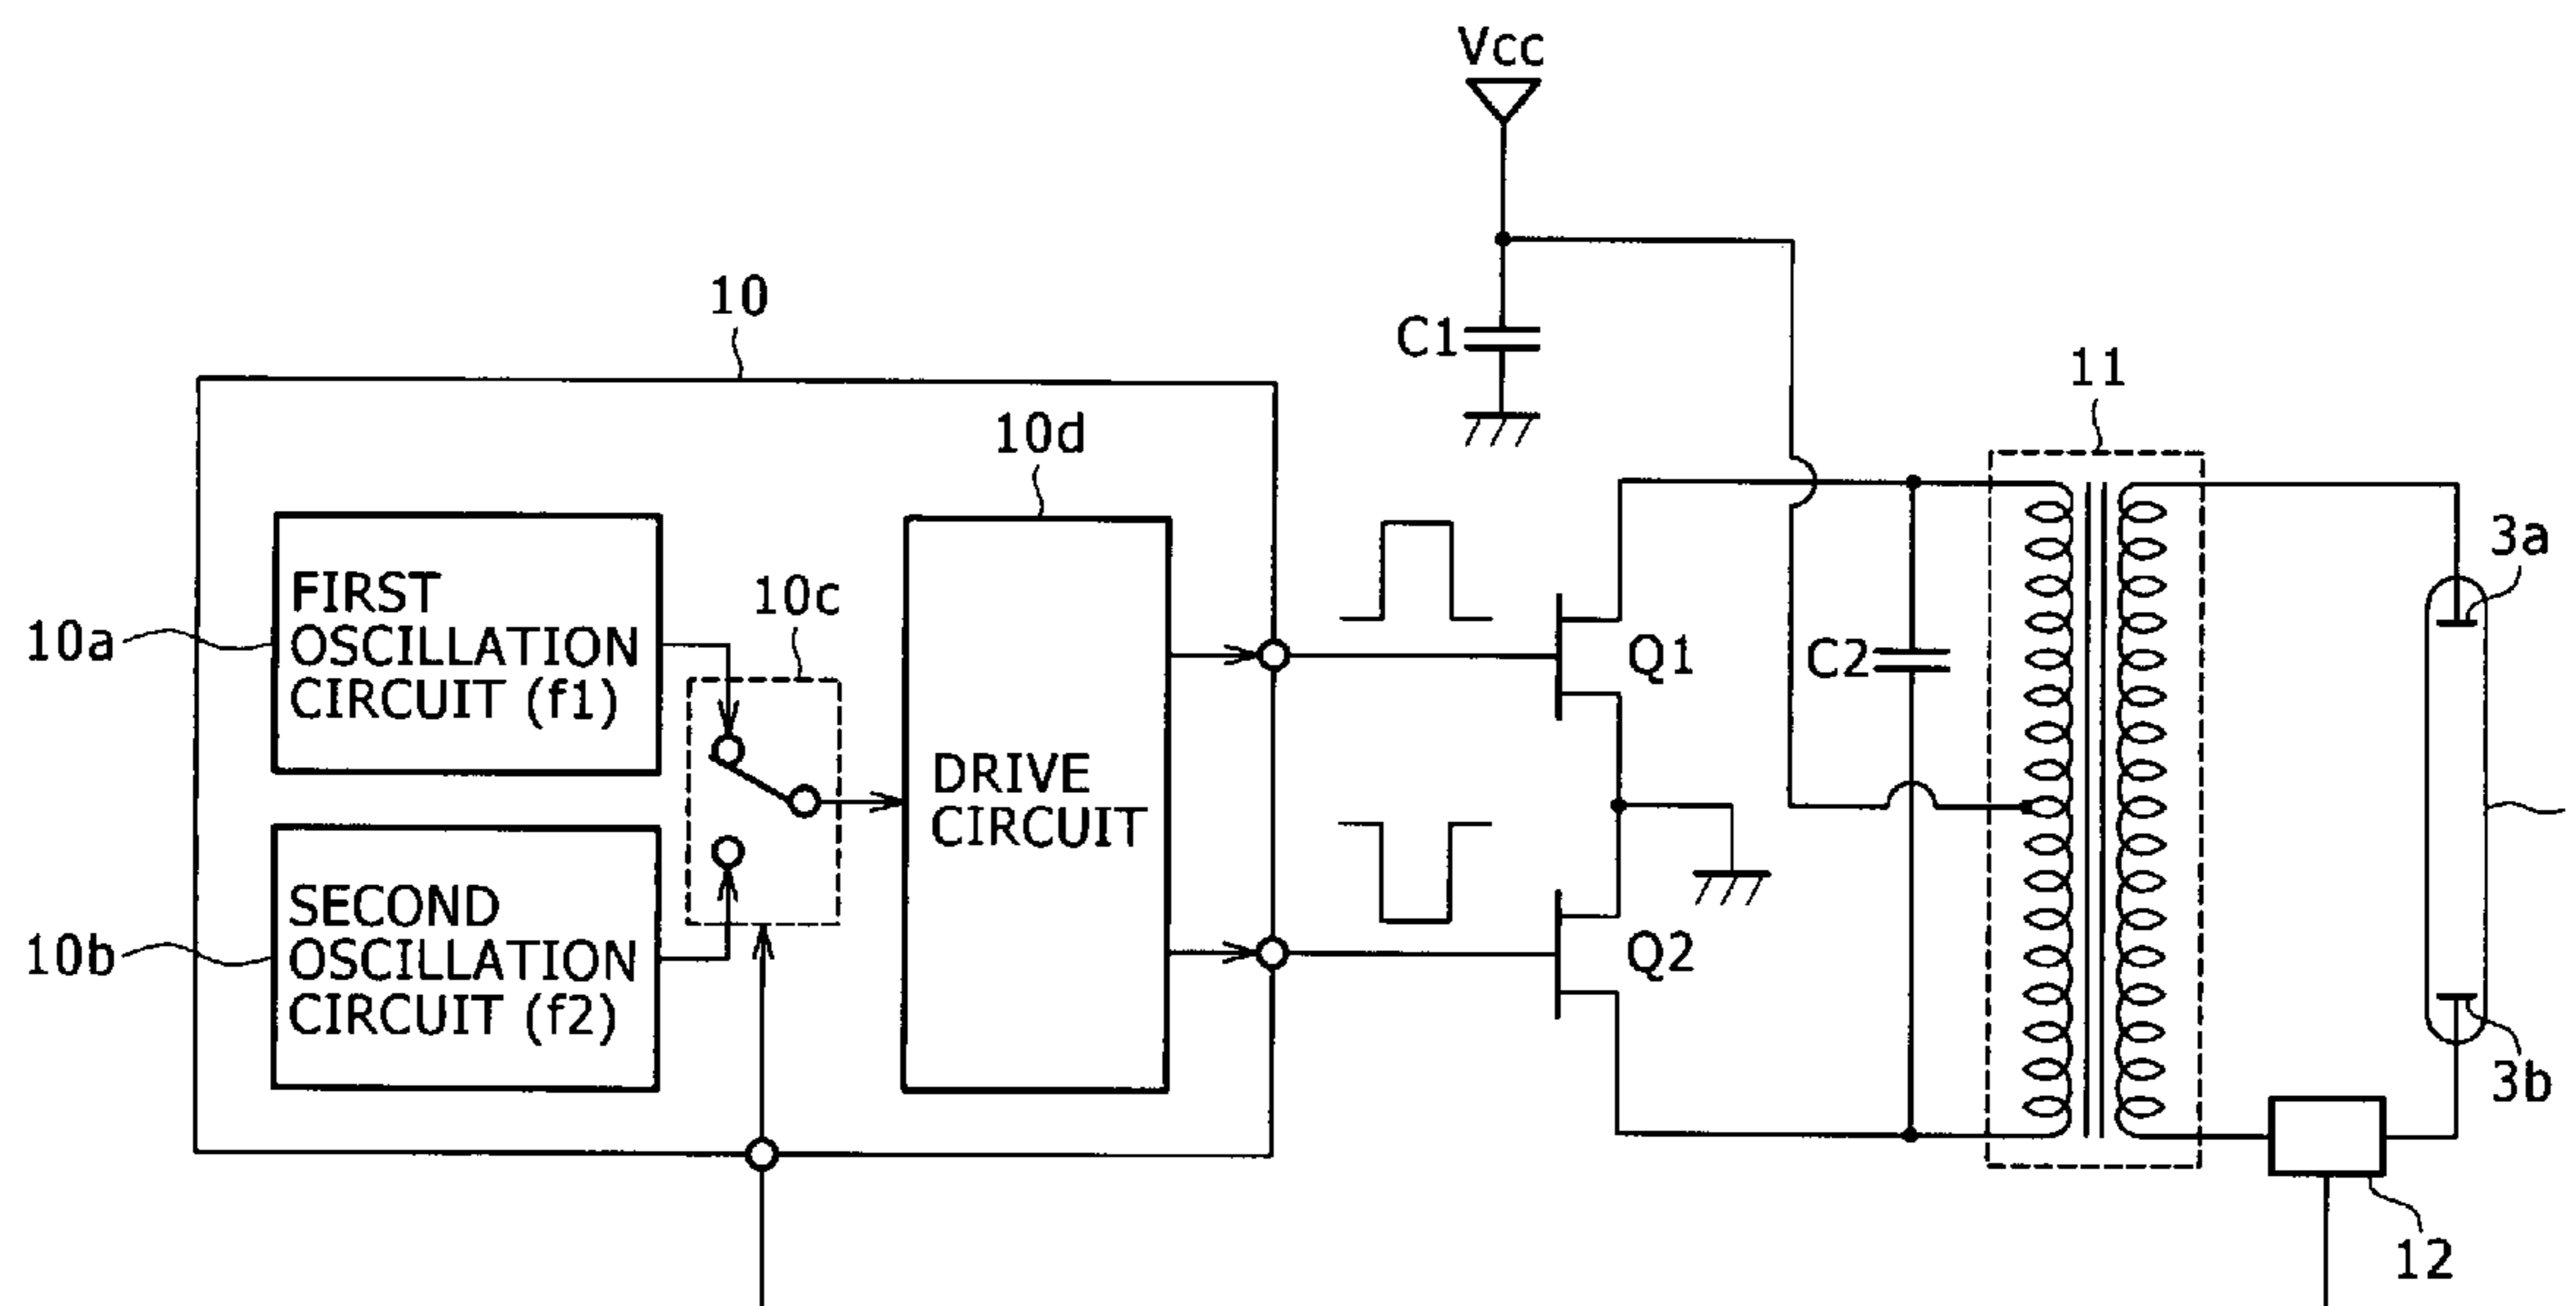 Vcc
10
C1
11
10d
3a
FIRST
OSCILLATION
CIRCUIT (f1)
10a
10c
Q1
C2
DRIVE
CIRCUIT
SECOND
OSCILLATION
CIRCUIT (f2)
10b
Q2
3b
12